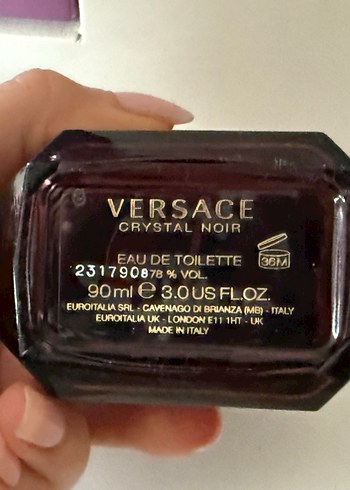 VERSACE
CRYSTAL NOIR
EAU DE TOILETTE
36M
231790878 % VOL.
90ml ℮ 3.0 US FL.OZ.
EUROITALIA SRL - CAVENAGO DI BRIANZA (MB) - ITALY
EUROITALIA UK - LONDON E11 1HT - UK
MADE IN ITALY